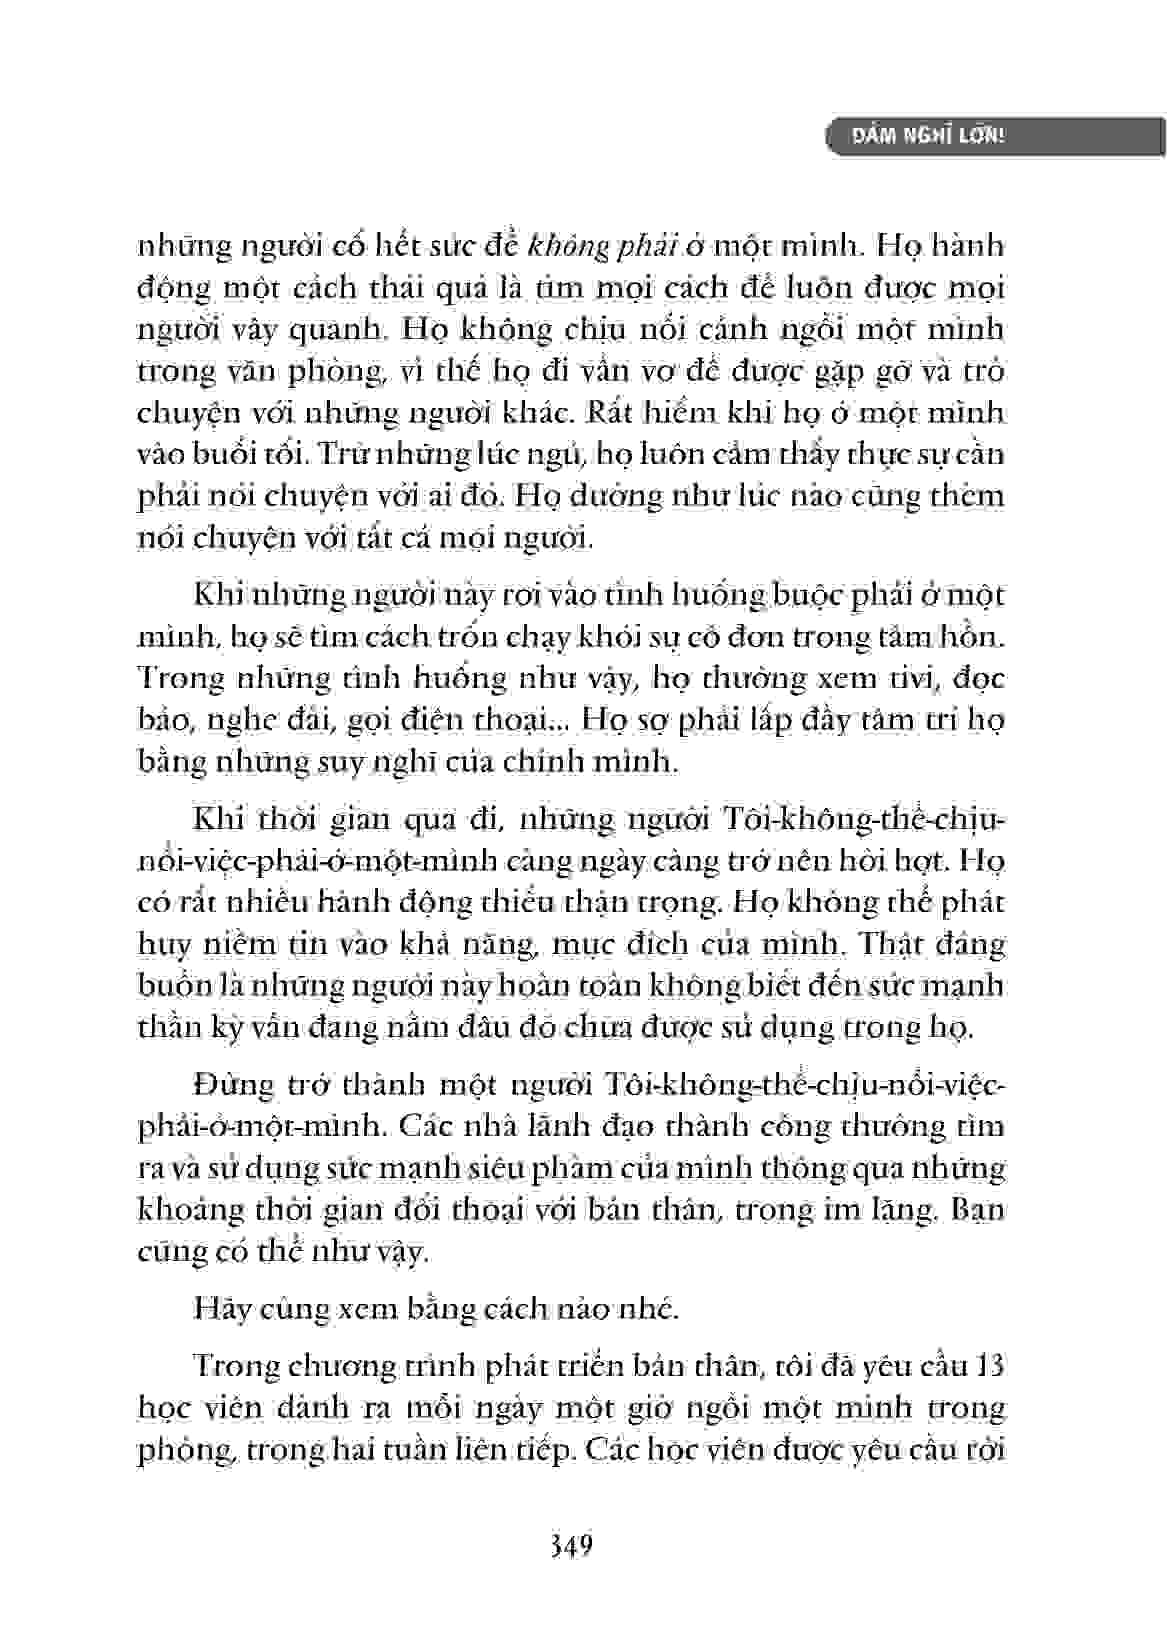 DÁM NGHĨ LỚN!
những người cố hết sức để không phải ở một mình. Họ hành
động một cách thái quá là tìm mọi cách để luôn được mọi
người vây quanh. Họ không chịu nổi cảnh ngồi một mình
trong văn phòng, vì thế họ đi vẩn vơ để được gặp gỡ và trò
chuyện với những người khác. Rất hiếm khi họ ở một mình
vào buổi tối. Trừ những lúc ngủ, họ luôn cảm thấy thực sự cần
phải nói chuyện với ai đó. Họ dường như lúc nào cũng thèm
nói chuyện với tất cả mọi người.
Khi những người này rơi vào tình huống buộc phải ở một
mình, họ sẽ tìm cách trốn chạy khỏi sự cô đơn trong tâm hồn.
Trong những tình huống như vậy, họ thường xem tivi, đọc
báo, nghe đài, gọi điện thoại... Họ sợ phải lấp đầy tâm trí họ
bằng những suy nghĩ của chính mình.
Khi thời gian qua đi, những người Tôi-không-thể-chịu-
nổi-việc-phải-ở-một-mình càng ngày càng trở nên hời hợt. Họ
có rất nhiều hành động thiếu thận trọng. Họ không thể phát
huy niềm tin vào khả năng, mục đích của mình. Thật đáng
buồn là những người này hoàn toàn không biết đến sức mạnh
thần kỳ vẫn đang nằm đâu đó chưa được sử dụng trong họ.
Đừng trở thành một người Tôi-không-thể-chịu-nổi-việc-
phải-ở-một-mình. Các nhà lãnh đạo thành công thường tìm
ra và sử dụng sức mạnh siêu phàm của mình thông qua những
khoảng thời gian đối thoại với bản thân, trong im lặng. Bạn
cũng có thể như vậy.
Hãy cùng xem bằng cách nào nhé.
Trong chương trình phát triển bản thân, tôi đã yêu cầu 13
học viên dành ra mỗi ngày một giờ ngồi một mình trong
phòng, trong hai tuần liên tiếp. Các học viên được yêu cầu rời
349